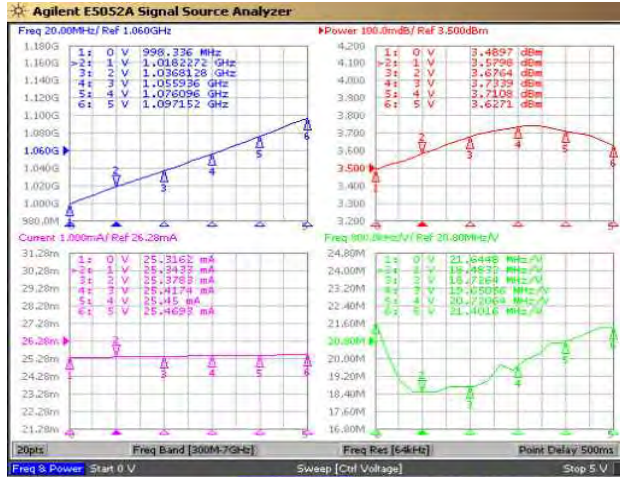 Agilent E5052A Signal Source Analyzer
Freq 20.00MHz/ Ref 1.060GHz
1.180G
1.160G
1.140G
1.120G
1.100G
1.080G
1.060G
1.040G
1.020G
1.000G
980.0M
1: 0 V 998.336 MHz
>2: 1 V 1.0182272 GHz
3: 2 V 1.0368128 GHz
4: 3 V 1.055936 GHz
5: 4 V 1.076096 GHz
6: 5 V 1.097152 GHz
Power 100.0mdB/ Ref 3.500dBm
4.200
4.100
4.000
3.900
3.800
3.700
3.600
3.500
3.400
3.300
3.200
1: 0 V 3.4897 dBm
>2: 1 V 3.5798 dBm
3: 2 V 3.6764 dBm
4: 3 V 3.7339 dBm
5: 4 V 3.7108 dBm
6: 5 V 3.6271 dBm
Current 1.000mA/ Ref 26.28mA
31.28m
30.28m
29.28m
28.28m
27.28m
26.28m
25.28m
24.28m
23.28m
22.28m
21.28m
1: 0 V 25.3162 mA
>2: 1 V 25.3433 mA
3: 2 V 25.3783 mA
4: 3 V 25.4174 mA
5: 4 V 25.45 mA
6: 5 V 25.4693 mA
Freq 800.0kHz/V/ Ref 20.80MHz/V
24.80M
24.00M
23.20M
22.40M
21.60M
20.80M
20.00M
19.20M
18.40M
17.60M
1: 0 V 21.6448 MHz/V
>2: 1 V 18.4832 MHz/V
3: 2 V 18.7264 MHz/V
4: 3 V 19.65056 MHz/V
5: 4 V 20.72064 MHz/V
6: 5 V 21.4016 MHz/V
20pts Freq Band [300M-7GHz] Freq Res [64kHz] Point Delay 500ms
Freq & Power Start 0 V Sweep [Ctrl Voltage] Stop 5 V